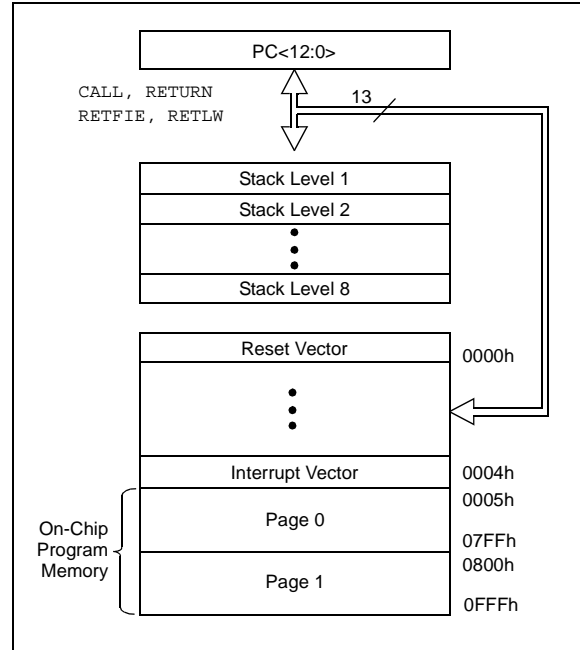 PC<12:0>
CALL, RETURN
RETFIE, RETLW
13
Stack Level 1
Stack Level 2
Stack Level 8
Reset Vector
0000h
Interrupt Vector
0004h
0005h
On-Chip
Program
Memory
Page 0
07FFh
0800h
Page 1
0FFFh